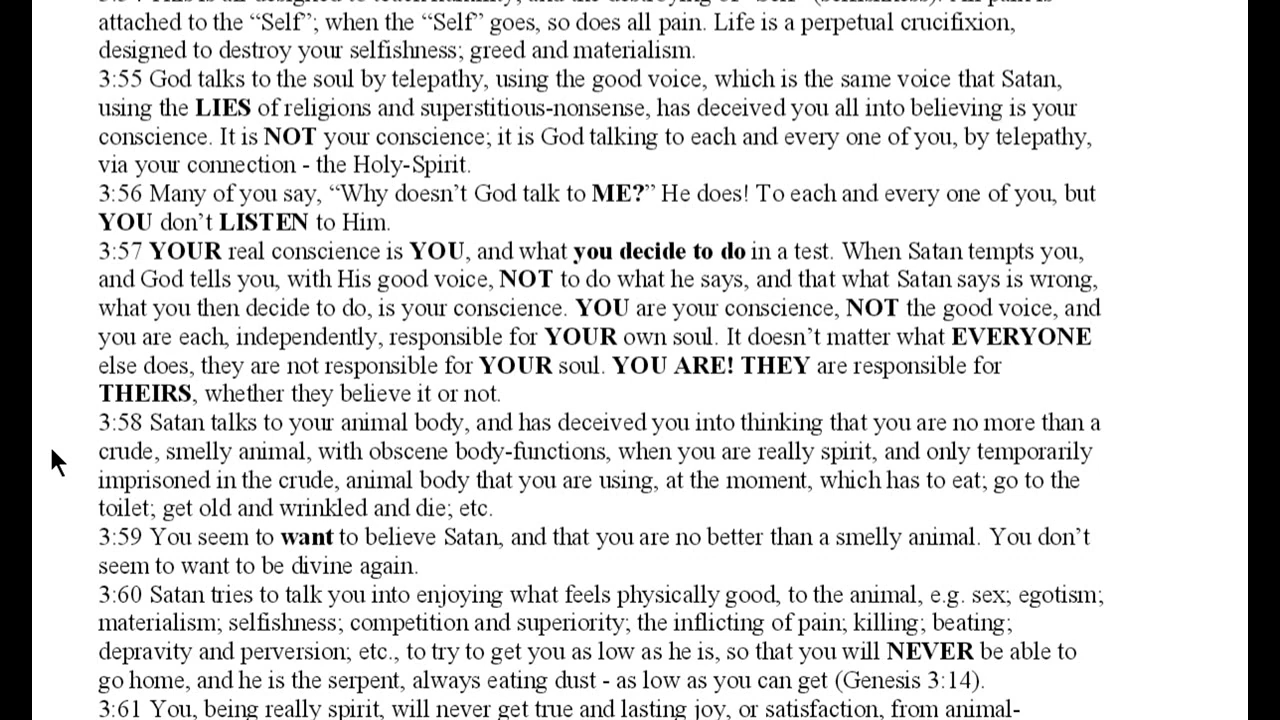 attached to the “Self”; when the “Self” goes, so does all pain. Life is a perpetual crucifixion,
designed to destroy your selfishness; greed and materialism.
3:55 God talks to the soul by telepathy, using the good voice, which is the same voice that Satan,
using the LIES of religions and superstitious-nonsense, has deceived you all into believing is your
conscience. It is NOT your conscience; it is God talking to each and every one of you, by telepathy,
via your connection - the Holy-Spirit.
3:56 Many of you say, “Why doesn’t God talk to ME?” He does! To each and every one of you, but
YOU don’t LISTEN to Him.
3:57 YOUR real conscience is YOU, and what you decide to do in a test. When Satan tempts you,
and God tells you, with His good voice, NOT to do what he says, and that what Satan says is wrong,
what you then decide to do, is your conscience. YOU are your conscience, NOT the good voice, and
you are each, independently, responsible for YOUR own soul. It doesn’t matter what EVERYONE
else does, they are not responsible for YOUR soul. YOU ARE! THEY are responsible for
THEIRS, whether they believe it or not.
3:58 Satan talks to your animal body, and has deceived you into thinking that you are no more than a
crude, smelly animal, with obscene body-functions, when you are really spirit, and only temporarily
imprisoned in the crude, animal body that you are using, at the moment, which has to eat; go to the
toilet; get old and wrinkled and die; etc.
3:59 You seem to want to believe Satan, and that you are no better than a smelly animal. You don’t
seem to want to be divine again.
3:60 Satan tries to talk you into enjoying what feels physically good, to the animal, e.g. sex; egotism;
materialism; selfishness; competition and superiority; the inflicting of pain; killing; beating;
depravity and perversion; etc., to try to get you as low as he is, so that you will NEVER be able to
go home, and he is the serpent, always eating dust - as low as you can get (Genesis 3:14).
3:61 You, being really spirit, will never get true and lasting joy, or satisfaction, from animal-